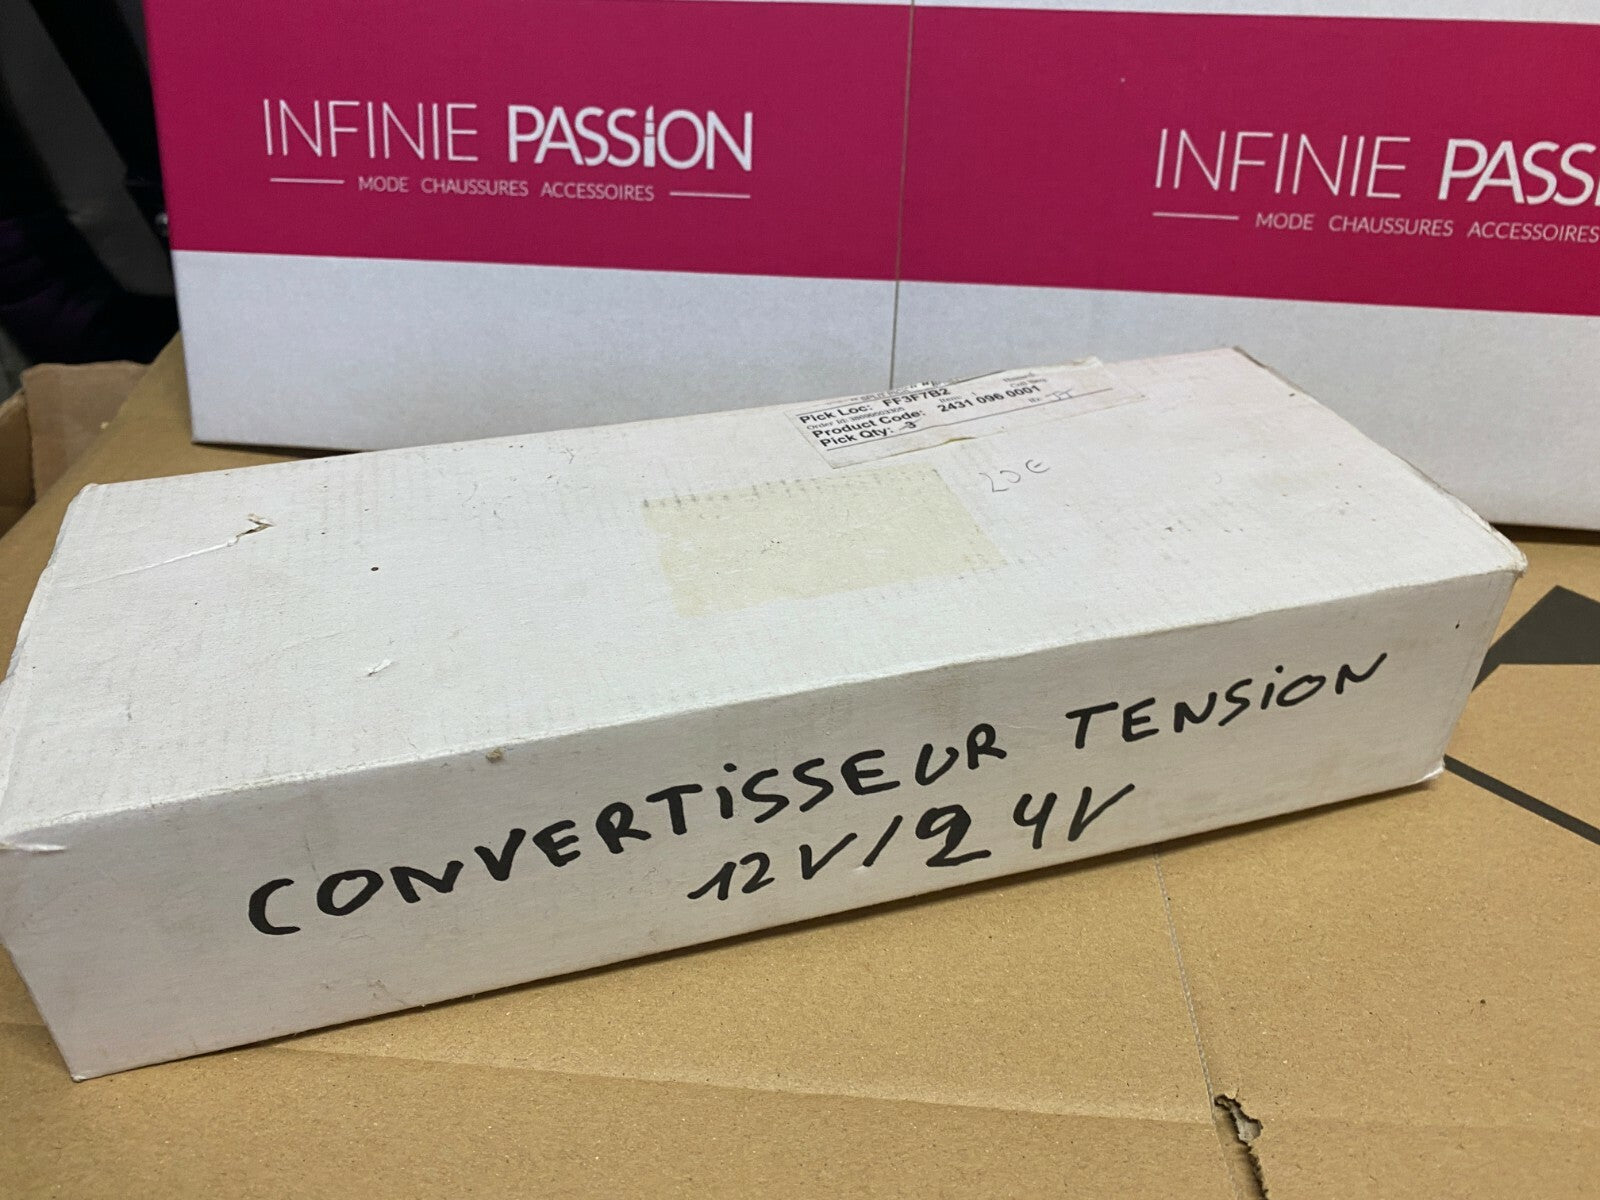 INFINIE PASSION
MODE CHAUSSURES ACCESSOIRES
INFINIE PASSI
MODE CHAUSSURES ACCESSOIRES
Pick Loc: FF3F7B2
Product Code: 2431 096 0001
Pick Qty: 3
20€
CONVERTISSEUR TENSION
12V/24V